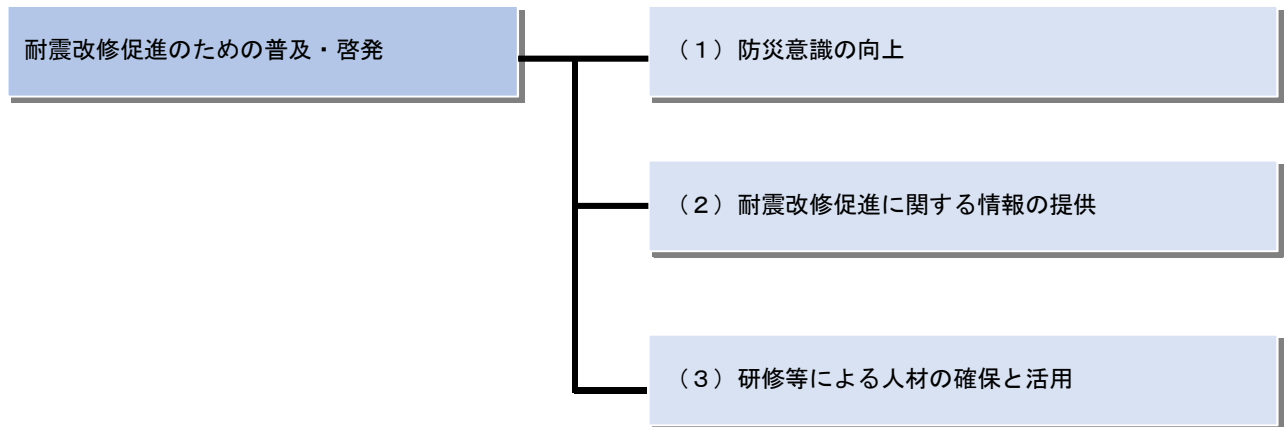 耐震改修促進のための普及・啓発
（１）防災意識の向上
（２）耐震改修促進に関する情報の提供
（３）研修等による人材の確保と活用